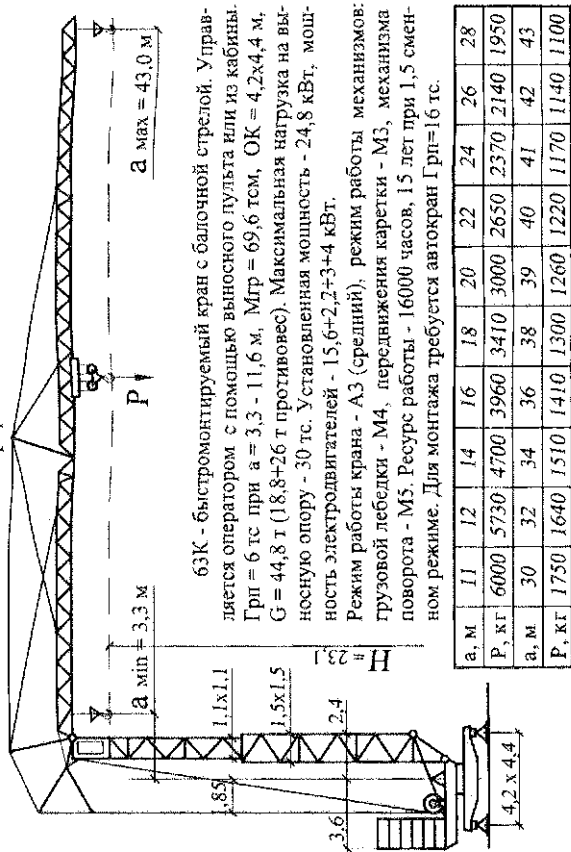 a min = 3,3 м
a max = 43,0 м
P
H = 23,1
1,1x1,1
1,5x1,5
1,85
2,4
3,6
4,2 x 4,4
63К - быстромонтируемый кран с балочной стрелой. Управ-
ляется оператором с помощью выносного пульта или из кабины.
Грп = 6 тс при а = 3,3 - 11,6 м, Мгр = 69,6 тсм, ОК = 4,2х4,4 м,
G = 44,8 т (18,8+26 т противовес). Максимальная нагрузка на вы-
носную опору - 30 тс. Установленная мощность - 24,8 кВт, мощ-
ность электродвигателей - 15,6+2,2+3+4 кВт.
Режим работы крана - А3 (средний), режим работы механизмов:
грузовой лебедки - М4, передвижения каретки - М3, механизма
поворота - М5. Ресурс работы - 16000 часов, 15 лет при 1,5 смен-
ном режиме. Для монтажа требуется автокран Грп=16 тс.
а, м 11 12 14 16 18 20 22 24 26 28
Р, кг 6000 5730 4700 3960 3410 3000 2650 2370 2140 1950
а, м 30 32 34 36 38 39 40 41 42 43
Р, кг 1750 1640 1510 1410 1300 1260 1220 1170 1140 1100